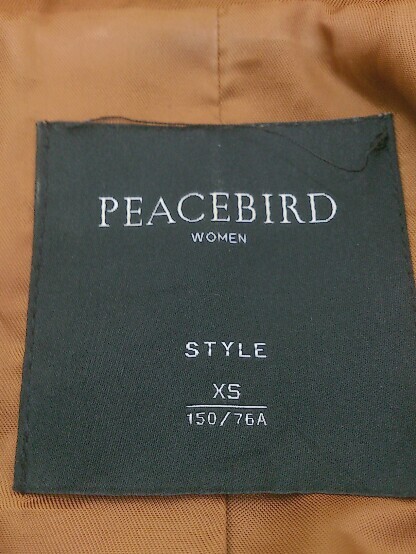 PEACEBIRD
WOMEN
STYLE
XS
150/76A